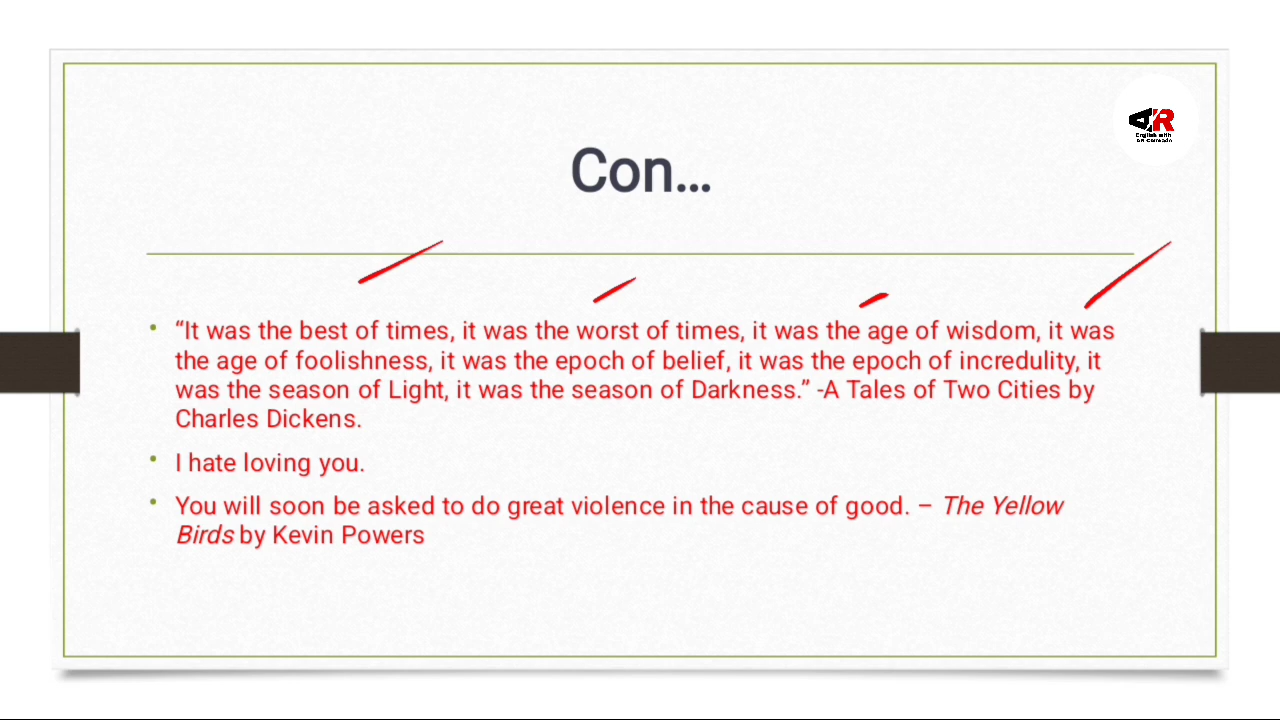 AR
English with
Con...
• “It was the best of times, it was the worst of times, it was the age of wisdom, it was
the age of foolishness, it was the epoch of belief, it was the epoch of incredulity, it
was the season of Light, it was the season of Darkness.” -A Tales of Two Cities by
Charles Dickens.
• I hate loving you.
• You will soon be asked to do great violence in the cause of good. – The Yellow
Birds by Kevin Powers